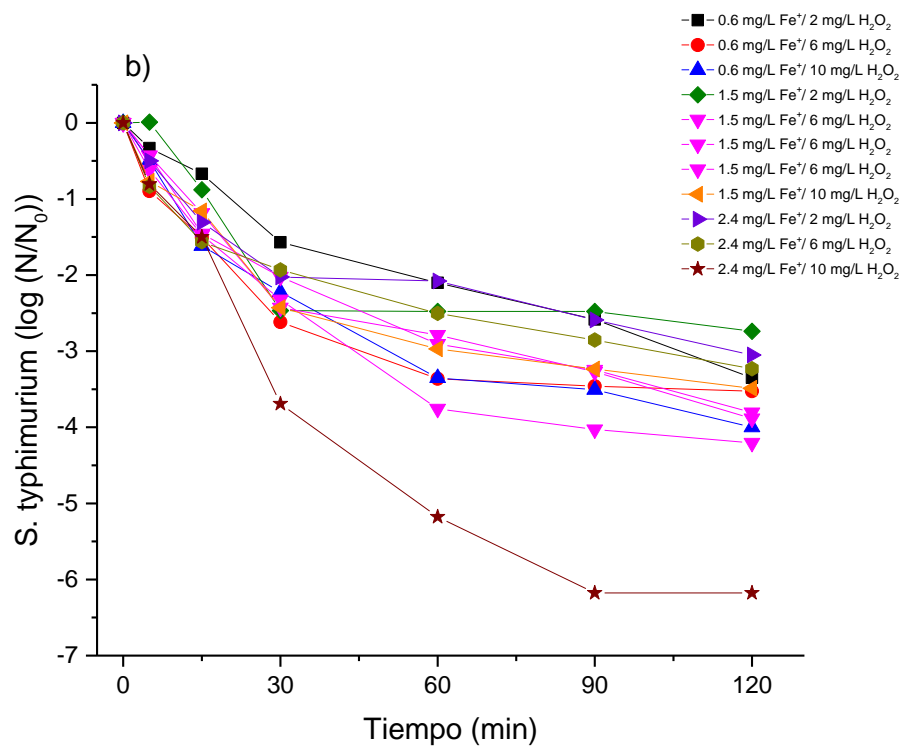 b)
0.6 mg/L Fe⁺/ 2 mg/L H₂O₂
0.6 mg/L Fe⁺/ 6 mg/L H₂O₂
0.6 mg/L Fe⁺/ 10 mg/L H₂O₂
1.5 mg/L Fe⁺/ 2 mg/L H₂O₂
1.5 mg/L Fe⁺/ 6 mg/L H₂O₂
1.5 mg/L Fe⁺/ 6 mg/L H₂O₂
1.5 mg/L Fe⁺/ 6 mg/L H₂O₂
1.5 mg/L Fe⁺/ 10 mg/L H₂O₂
2.4 mg/L Fe⁺/ 2 mg/L H₂O₂
2.4 mg/L Fe⁺/ 6 mg/L H₂O₂
2.4 mg/L Fe⁺/ 10 mg/L H₂O₂
S. typhimurium (log (N/N₀))
0
-1
-2
-3
-4
-5
-6
-7
0 30 60 90 120
Tiempo (min)